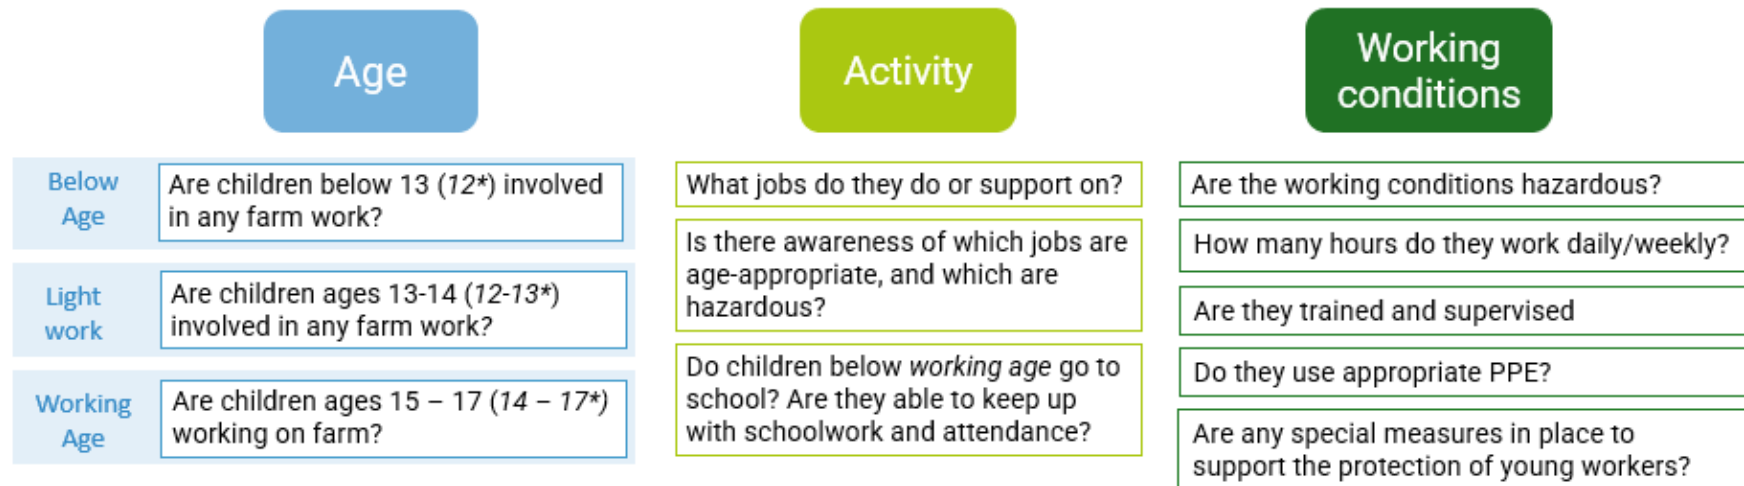 Age
Below
Age
Are children below 13 (12*) involved
in any farm work?
Light
work
Are children ages 13-14 (12-13*)
involved in any farm work?
Working
Age
Are children ages 15 – 17 (14 – 17*)
working on farm?
Activity
What jobs do they do or support on?
Is there awareness of which jobs are
age-appropriate, and which are
hazardous?
Do children below working age go to
school? Are they able to keep up
with schoolwork and attendance?
Working
conditions
Are the working conditions hazardous?
How many hours do they work daily/weekly?
Are they trained and supervised
Do they use appropriate PPE?
Are any special measures in place to
support the protection of young workers?